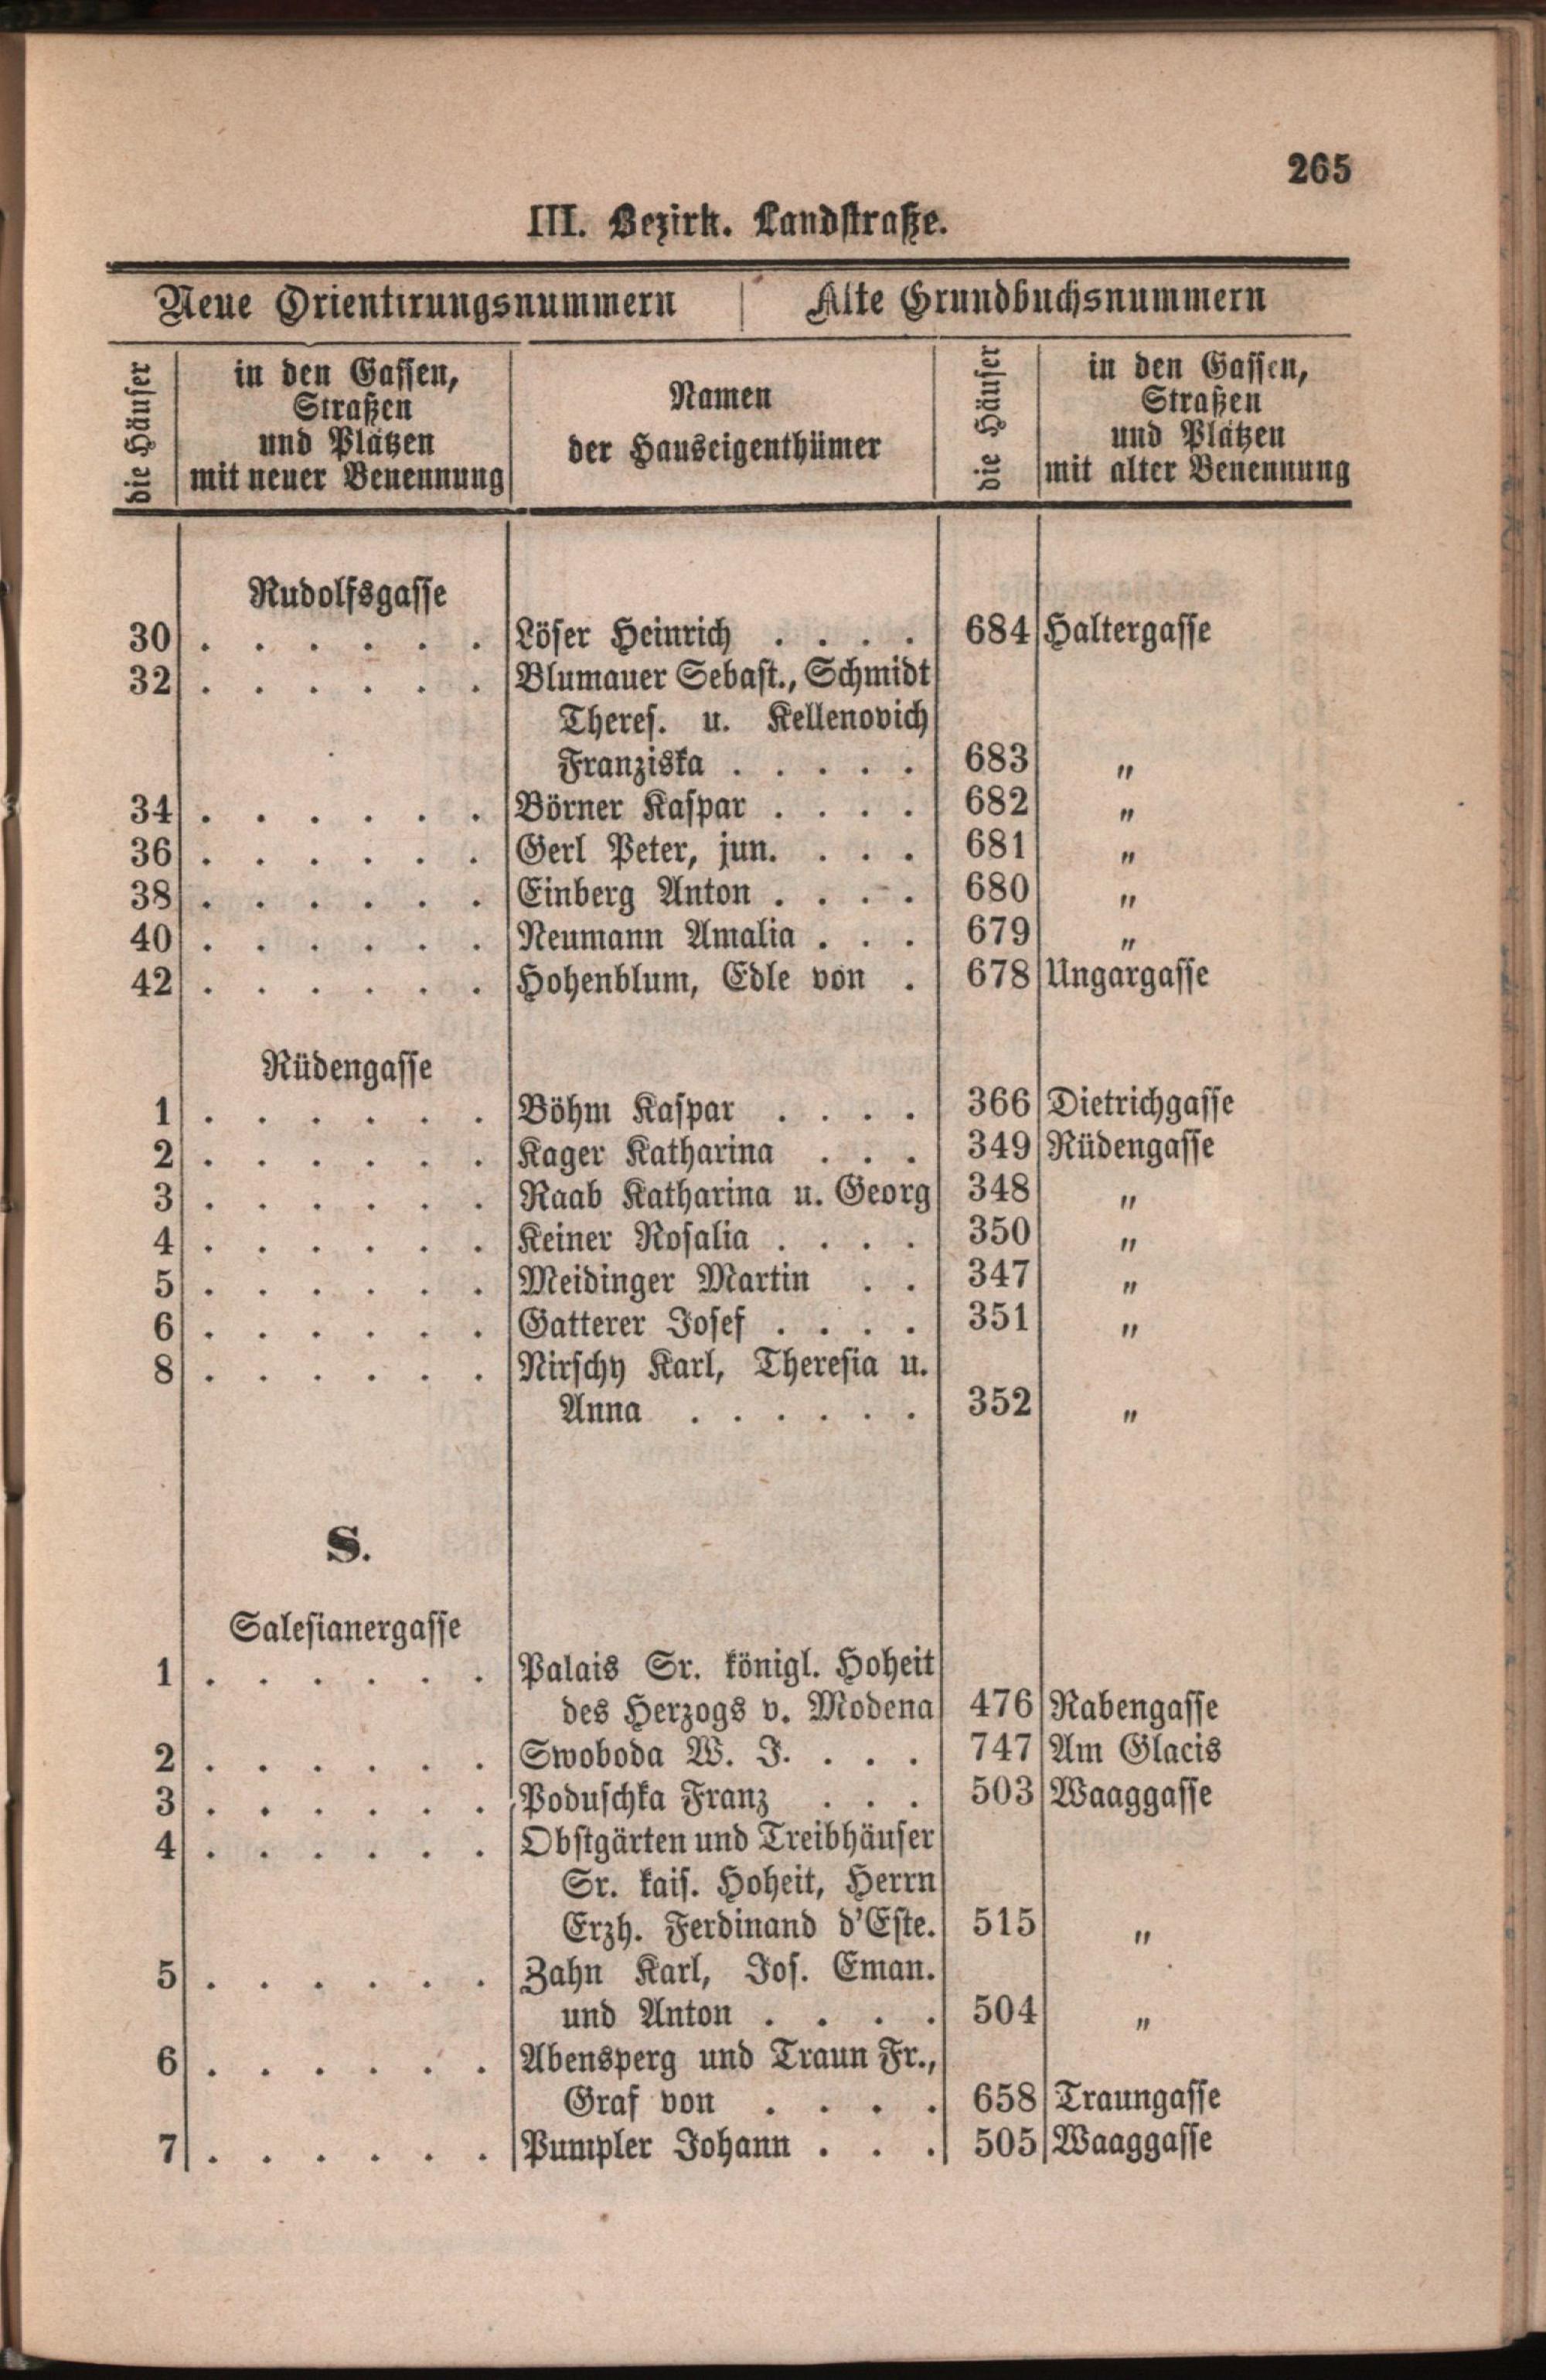 265
III. Bezirk. Landstraße.
Neue Orientirungsnummern | Alte Grundbuchsnummern
die Häuser | in den Gassen, Straßen und Plätzen mit neuer Benennung | Namen der Hauseigenthümer | die Häuser | in den Gassen, Straßen und Plätzen mit alter Benennung
Rudolfsgasse
30 . . . . . . Löser Heinrich . . . . 684 Haltergasse
32 . . . . . . Blumauer Sebast., Schmidt
Theres. u. Kellenovich
Franziska . . . . . 683 „
34 . . . . . . Börner Kaspar . . . . 682 „
36 . . . . . . Gerl Peter, jun. . . . 681 „
38 . . . . . . Einberg Anton . . . . 680 „
40 . . . . . . Neumann Amalia . . . 679 „
42 . . . . . . Hohenblum, Edle von . 678 Ungargasse
Rüdengasse
1 . . . . . . Böhm Kaspar . . . . 366 Dietrichgasse
2 . . . . . . Kager Katharina . . . 349 Rüdengasse
3 . . . . . . Raab Katharina u. Georg 348 „
4 . . . . . . Keiner Rosalia . . . . 350 „
5 . . . . . . Meidinger Martin . . 347 „
6 . . . . . . Gatterer Josef . . . . 351 „
8 . . . . . . Nirschy Karl, Theresia u.
Anna . . . . . . 352 „
S.
Salesianergasse
1 . . . . . . Palais Sr. königl. Hoheit
des Herzogs v. Modena 476 Rabengasse
2 . . . . . . Swoboda W. J. . . . 747 Am Glacis
3 . . . . . . Poduschka Franz . . . 503 Waaggasse
4 . . . . . . Obstgärten und Treibhäuser
Sr. kais. Hoheit, Herrn
Erzh. Ferdinand d'Este. 515 „
5 . . . . . . Zahn Karl, Jos. Eman.
und Anton . . . . 504 „
6 . . . . . . Abensperg und Traun Fr.,
Graf von . . . . 658 Traungasse
7 . . . . . . Pumpler Johann . . . 505 Waaggasse